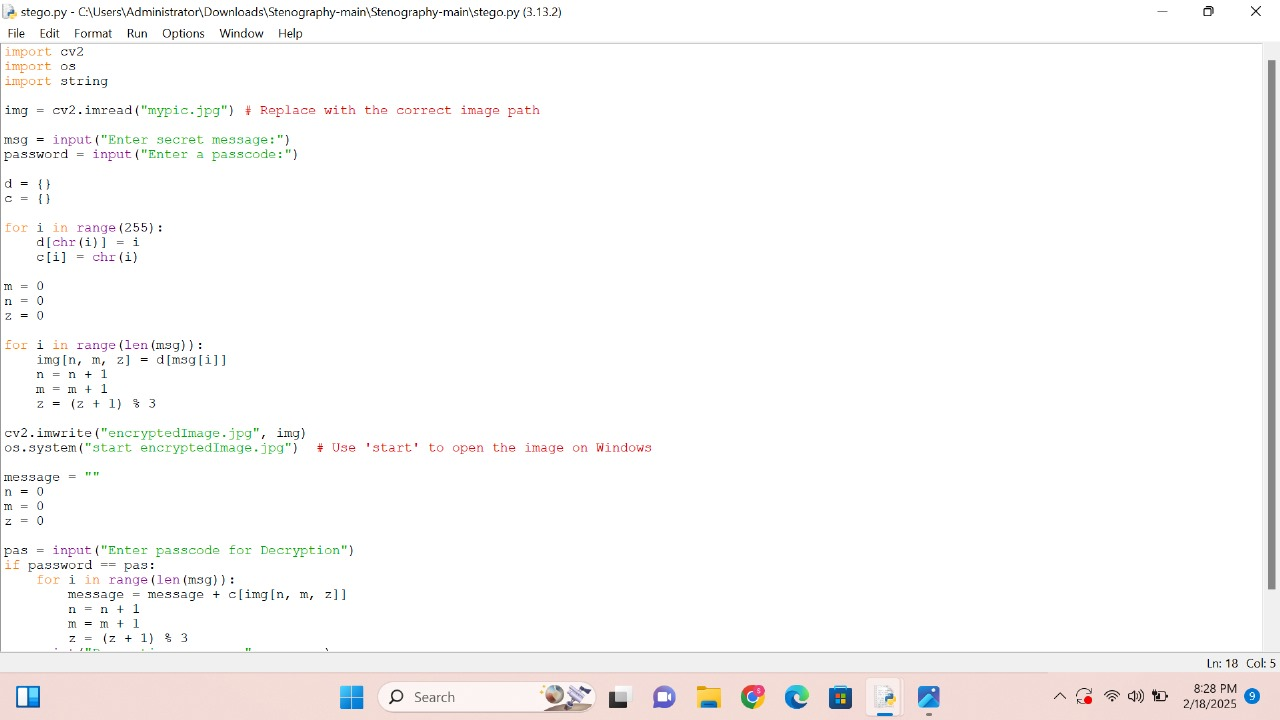 stego.py - C:\Users\Administrator\Downloads\Stenography-main\Stenography-main\stego.py (3.13.2)
File Edit Format Run Options Window Help
import cv2
import os
import string
img = cv2.imread("mypic.jpg") # Replace with the correct image path
msg = input("Enter secret message:")
password = input("Enter a passcode:")
d = {}
c = {}
for i in range(255):
    d[chr(i)] = i
    c[i] = chr(i)
m = 0
n = 0
z = 0
for i in range(len(msg)):
    img[n, m, z] = d[msg[i]]
    n = n + 1
    m = m + 1
    z = (z + 1) % 3
cv2.imwrite("encryptedImage.jpg", img)
os.system("start encryptedImage.jpg")  # Use 'start' to open the image on Windows
message = ""
n = 0
m = 0
z = 0
pas = input("Enter passcode for Decryption")
if password == pas:
    for i in range(len(msg)):
        message = message + c[img[n, m, z]]
        n = n + 1
        m = m + 1
        z = (z + 1) % 3
Ln: 18 Col: 5
Search
8:28 PM
2/18/2025
9